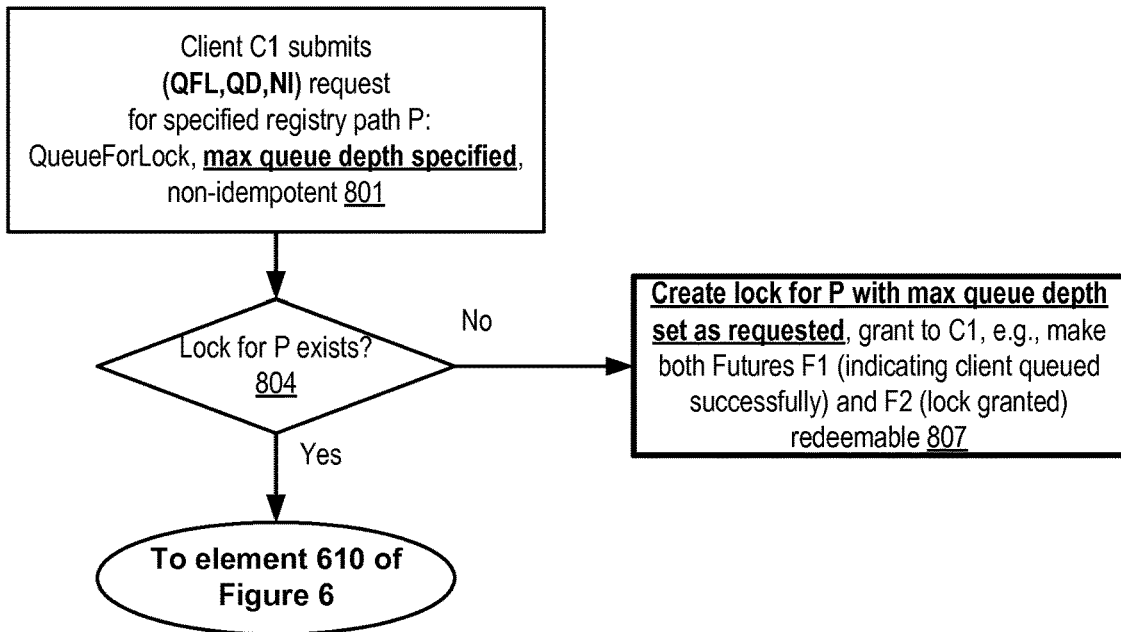 Client C1 submits
(QFL,QD,NI) request
for specified registry path P:
QueueForLock, max queue depth specified,
non-idempotent 801
Lock for P exists?
804
No
Create lock for P with max queue depth
set as requested, grant to C1, e.g., make
both Futures F1 (indicating client queued
successfully) and F2 (lock granted)
redeemable 807
Yes
To element 610 of
Figure 6